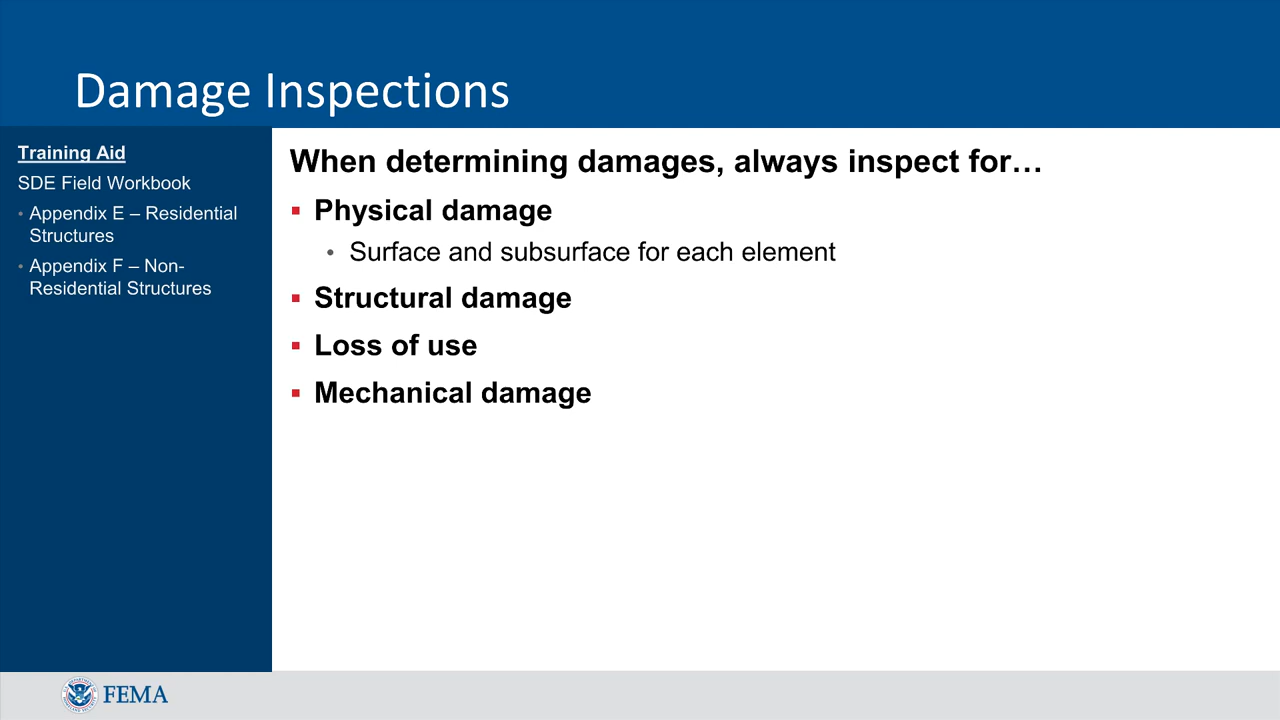 Damage Inspections
Training Aid
SDE Field Workbook
• Appendix E – Residential
Structures
• Appendix F – Non-
Residential Structures
When determining damages, always inspect for…
▪ Physical damage
• Surface and subsurface for each element
▪ Structural damage
▪ Loss of use
▪ Mechanical damage
FEMA